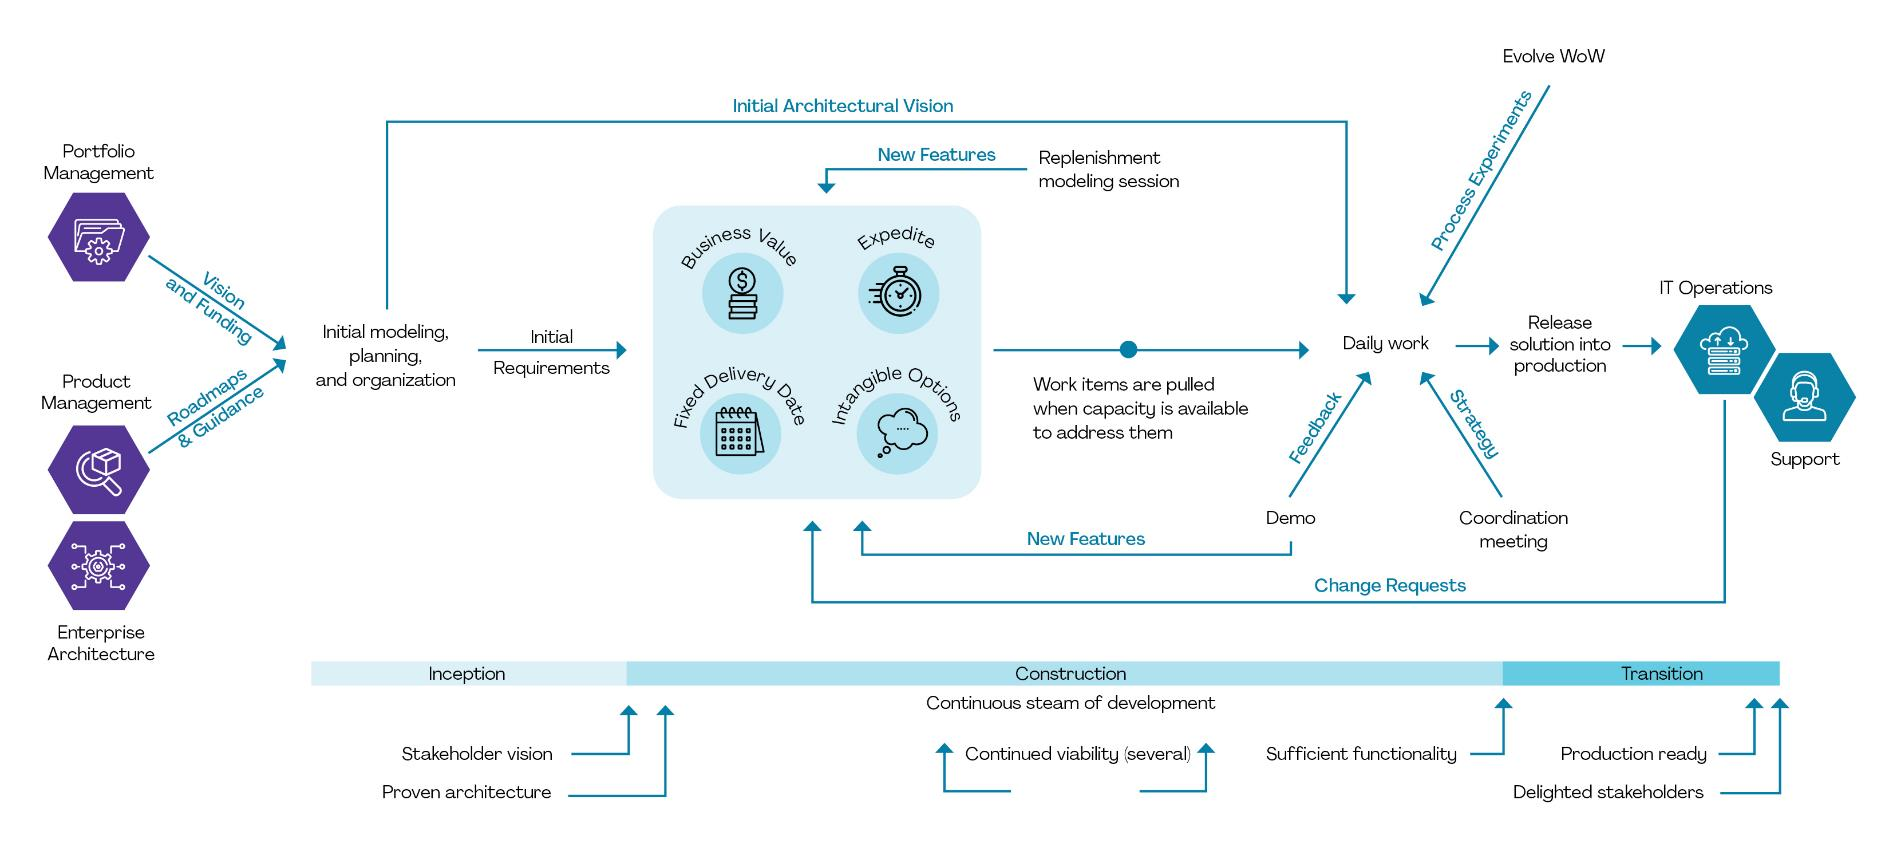 Evolve WoW
Process Experiments
Initial Architectural Vision
New Features
Replenishment
modeling session
Portfolio
Management
Vision
and Funding
Product
Management
Roadmaps
& Guidance
Enterprise
Architecture
Initial modeling,
planning,
and organization
Initial
Requirements
Business Value
Expedite
Fixed Delivery Date
Intangible Options
Work items are pulled
when capacity is available
to address them
Daily work
Release
solution into
production
IT Operations
Support
Feedback
Strategy
Demo
Coordination
meeting
New Features
Change Requests
Inception
Construction
Transition
Continuous steam of development
Stakeholder vision
Proven architecture
Continued viability (several)
Sufficient functionality
Production ready
Delighted stakeholders